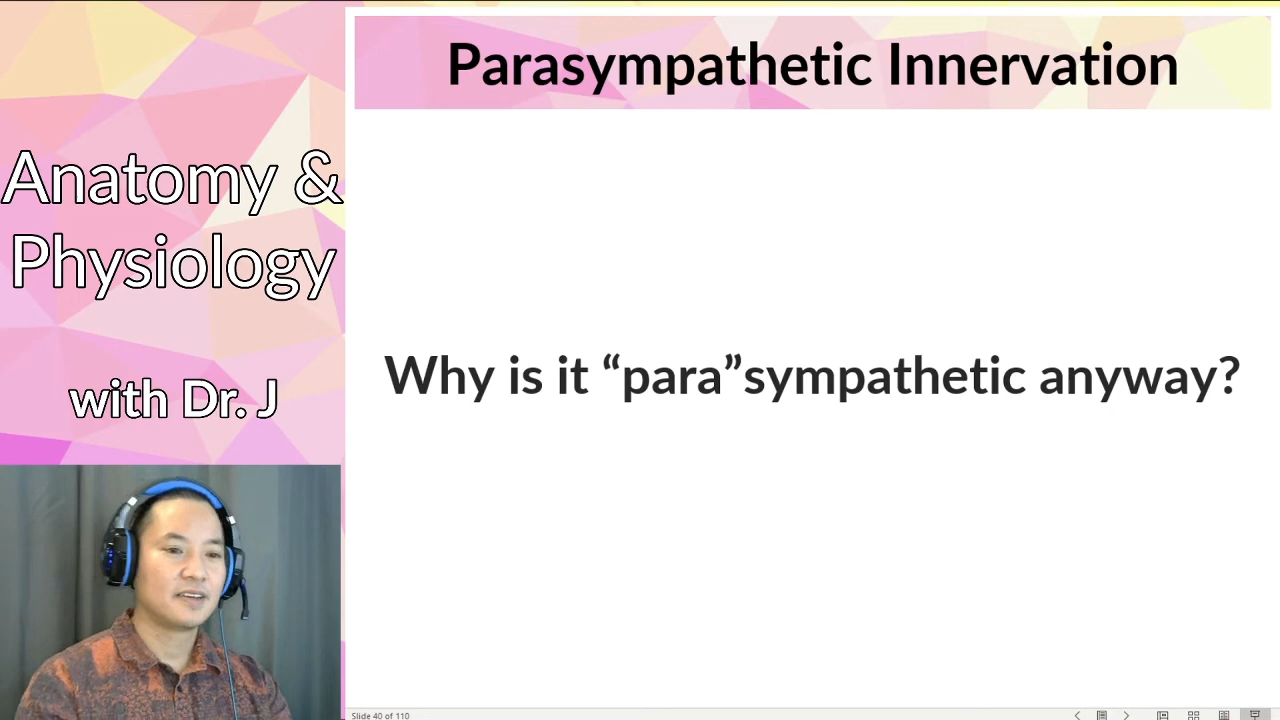 Anatomy &
Physiology
with Dr. J
Parasympathetic Innervation
Why is it “para”sympathetic anyway?
Slide 40 of 110